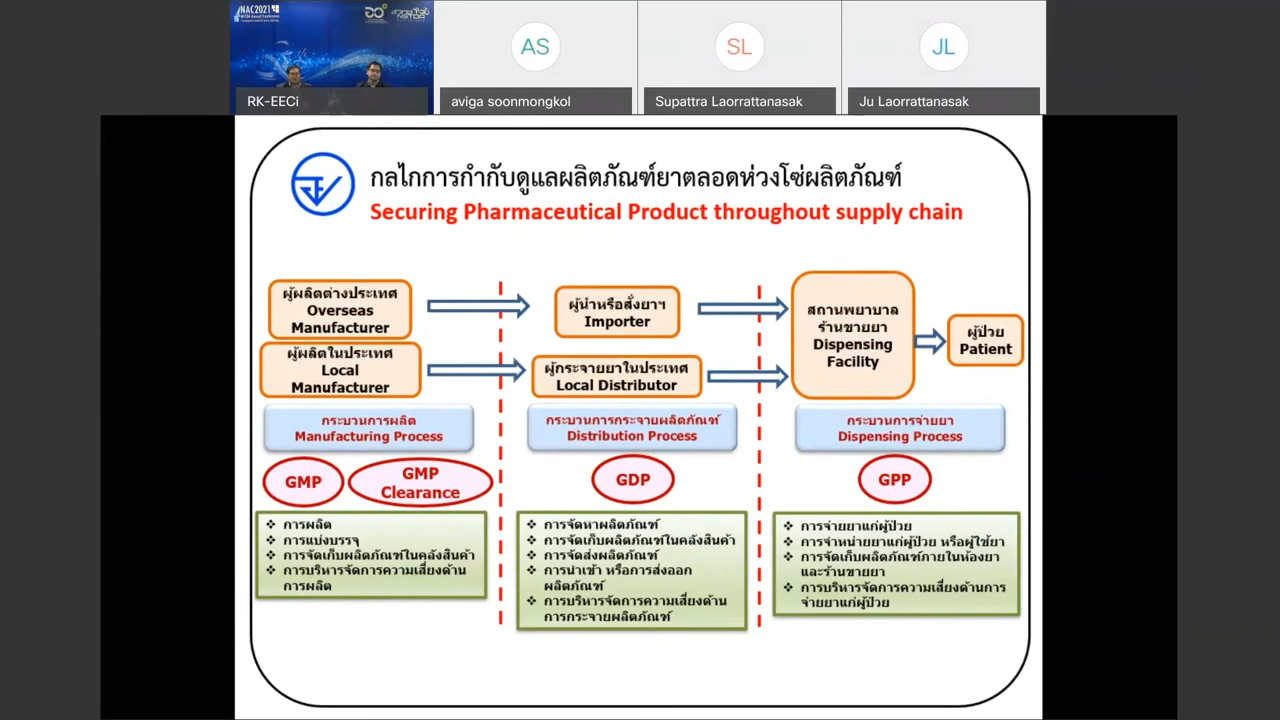 NAC2021
NSTDA Annual Conference
สวทช
NSTDA
RK-EECi
AS
aviga soonmongkol
SL
Supattra Laorrattanasak
JL
Ju Laorrattanasak
กลไกการกำกับดูแลผลิตภัณฑ์ยาตลอดห่วงโซ่ผลิตภัณฑ์
Securing Pharmaceutical Product throughout supply chain
ผู้ผลิตต่างประเทศ
Overseas
Manufacturer
ผู้ผลิตในประเทศ
Local
Manufacturer
ผู้นำหรือสั่งยาฯ
Importer
ผู้กระจายยาในประเทศ
Local Distributor
สถานพยาบาล
ร้านขายยา
Dispensing
Facility
ผู้ป่วย
Patient
กระบวนการผลิต
Manufacturing Process
กระบวนการกระจายผลิตภัณฑ์
Distribution Process
กระบวนการจ่ายยา
Dispensing Process
GMP
GMP
Clearance
GDP
GPP
❖ การผลิต
❖ การแบ่งบรรจุ
❖ การจัดเก็บผลิตภัณฑ์ในคลังสินค้า
❖ การบริหารจัดการความเสี่ยงด้าน
การผลิต
❖ การจัดหาผลิตภัณฑ์
❖ การจัดเก็บผลิตภัณฑ์ในคลังสินค้า
❖ การจัดส่งผลิตภัณฑ์
❖ การนำเข้า หรือการส่งออก
ผลิตภัณฑ์
❖ การบริหารจัดการความเสี่ยงด้าน
การกระจายผลิตภัณฑ์
❖ การจ่ายยาแก่ผู้ป่วย
❖ การจำหน่ายยาแก่ผู้ป่วย หรือผู้ใช้ยา
❖ การจัดเก็บผลิตภัณฑ์ภายในห้องยา
และร้านขายยา
❖ การบริหารจัดการความเสี่ยงด้านการ
จ่ายยาแก่ผู้ป่วย